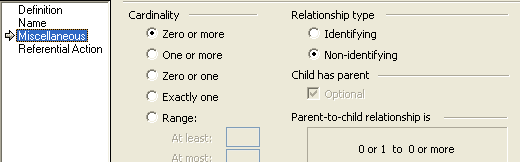 Definition
Name
Miscellaneous
Referential Action
Cardinality
Zero or more
One or more
Zero or one
Exactly one
Range:
At least:
At most:
Relationship type
Identifying
Non-identifying
Child has parent
Optional
Parent-to-child relationship is
0 or 1 to 0 or more